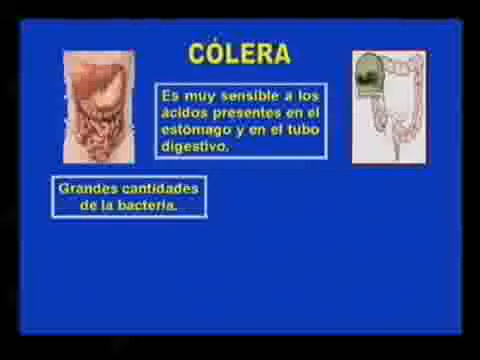 CÓLERA
Es muy sensible a los
ácidos presentes en el
estómago y en el tubo
digestivo.
Grandes cantidades
de la bacteria.